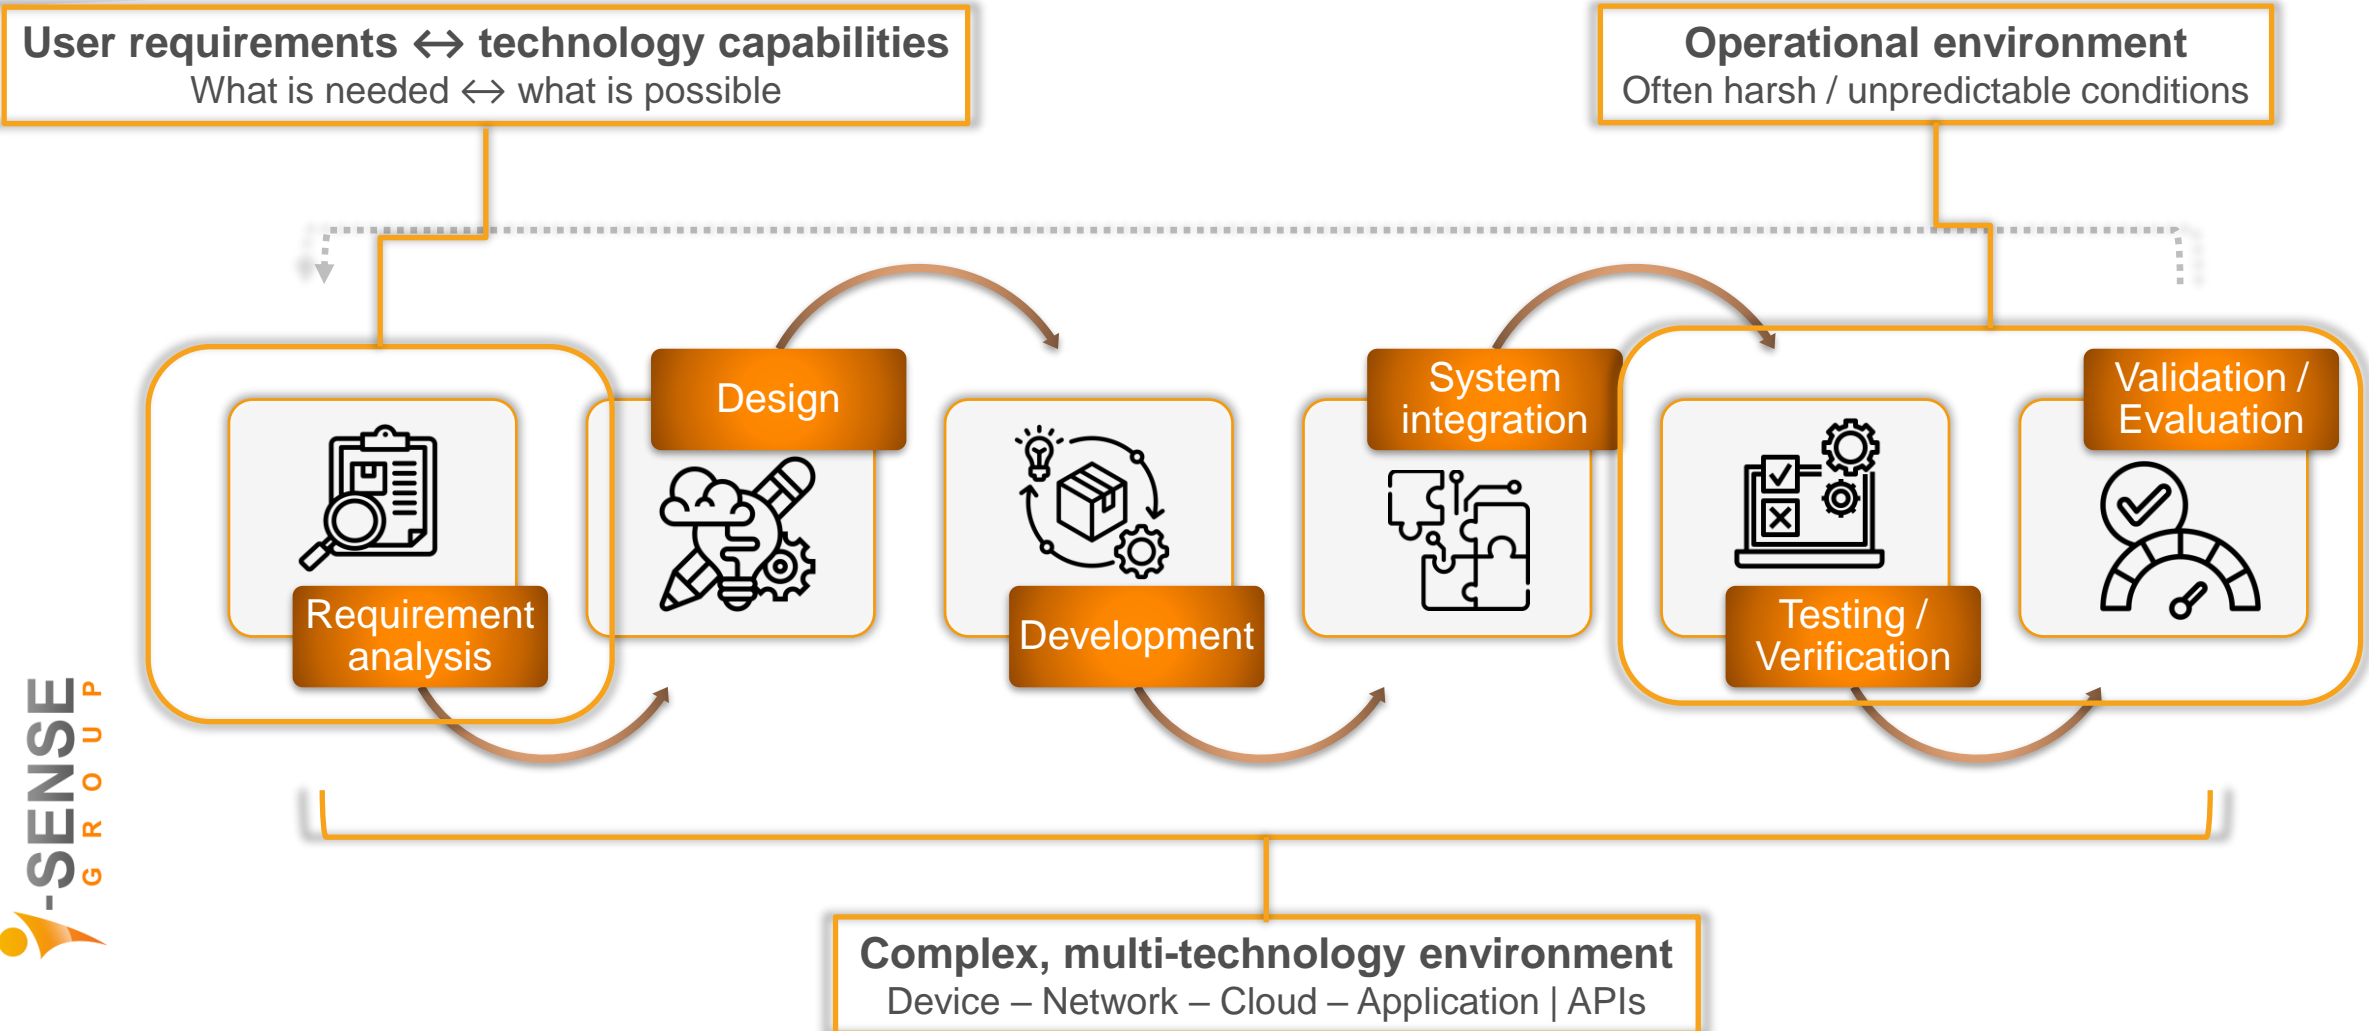 User requirements ↔ technology capabilities
What is needed ↔ what is possible
Operational environment
Often harsh / unpredictable conditions
Design
System
integration
Validation /
Evaluation
Requirement
analysis
Development
Testing /
Verification
-SENSE
GROUP
Complex, multi-technology environment
Device – Network – Cloud – Application | APIs